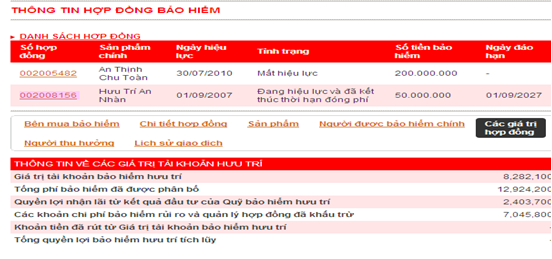 THÔNG TIN HỢP ĐỒNG BẢO HIỂM
DANH SÁCH HỢP ĐỒNG
Số hợp đồng Sản phẩm chính Ngày hiệu lực Tình trạng Số tiền bảo hiểm Ngày đáo hạn
002005482 An Thịnh Chu Toàn 30/07/2010 Mất hiệu lực 200.000.000 -
002008156 Hưu Trí An Nhàn 01/09/2007 Đang hiệu lực và đã kết thúc thời hạn đóng phí 50.000.000 01/09/2027
Bên mua bảo hiểm Chi tiết hợp đồng Sản phẩm Người được bảo hiểm chính Các giá trị hợp đồng
Người thụ hưởng Lịch sử giao dịch
THÔNG TIN VỀ CÁC GIÁ TRỊ TÀI KHOẢN HƯU TRÍ
Giá trị tài khoản bảo hiểm hưu trí 8,282,100
Tổng phí bảo hiểm đã được phân bổ 12,924,200
Quyền lợi nhận lãi từ kết quả đầu tư của Quỹ bảo hiểm hưu trí 2,403,700
Các khoản chi phí bảo hiểm rủi ro và quản lý hợp đồng đã khấu trừ 7,045,800
Khoản tiền đã rút từ Giá trị tài khoản bảo hiểm hưu trí -
Tổng quyền lợi bảo hiểm hưu trí tích lũy -